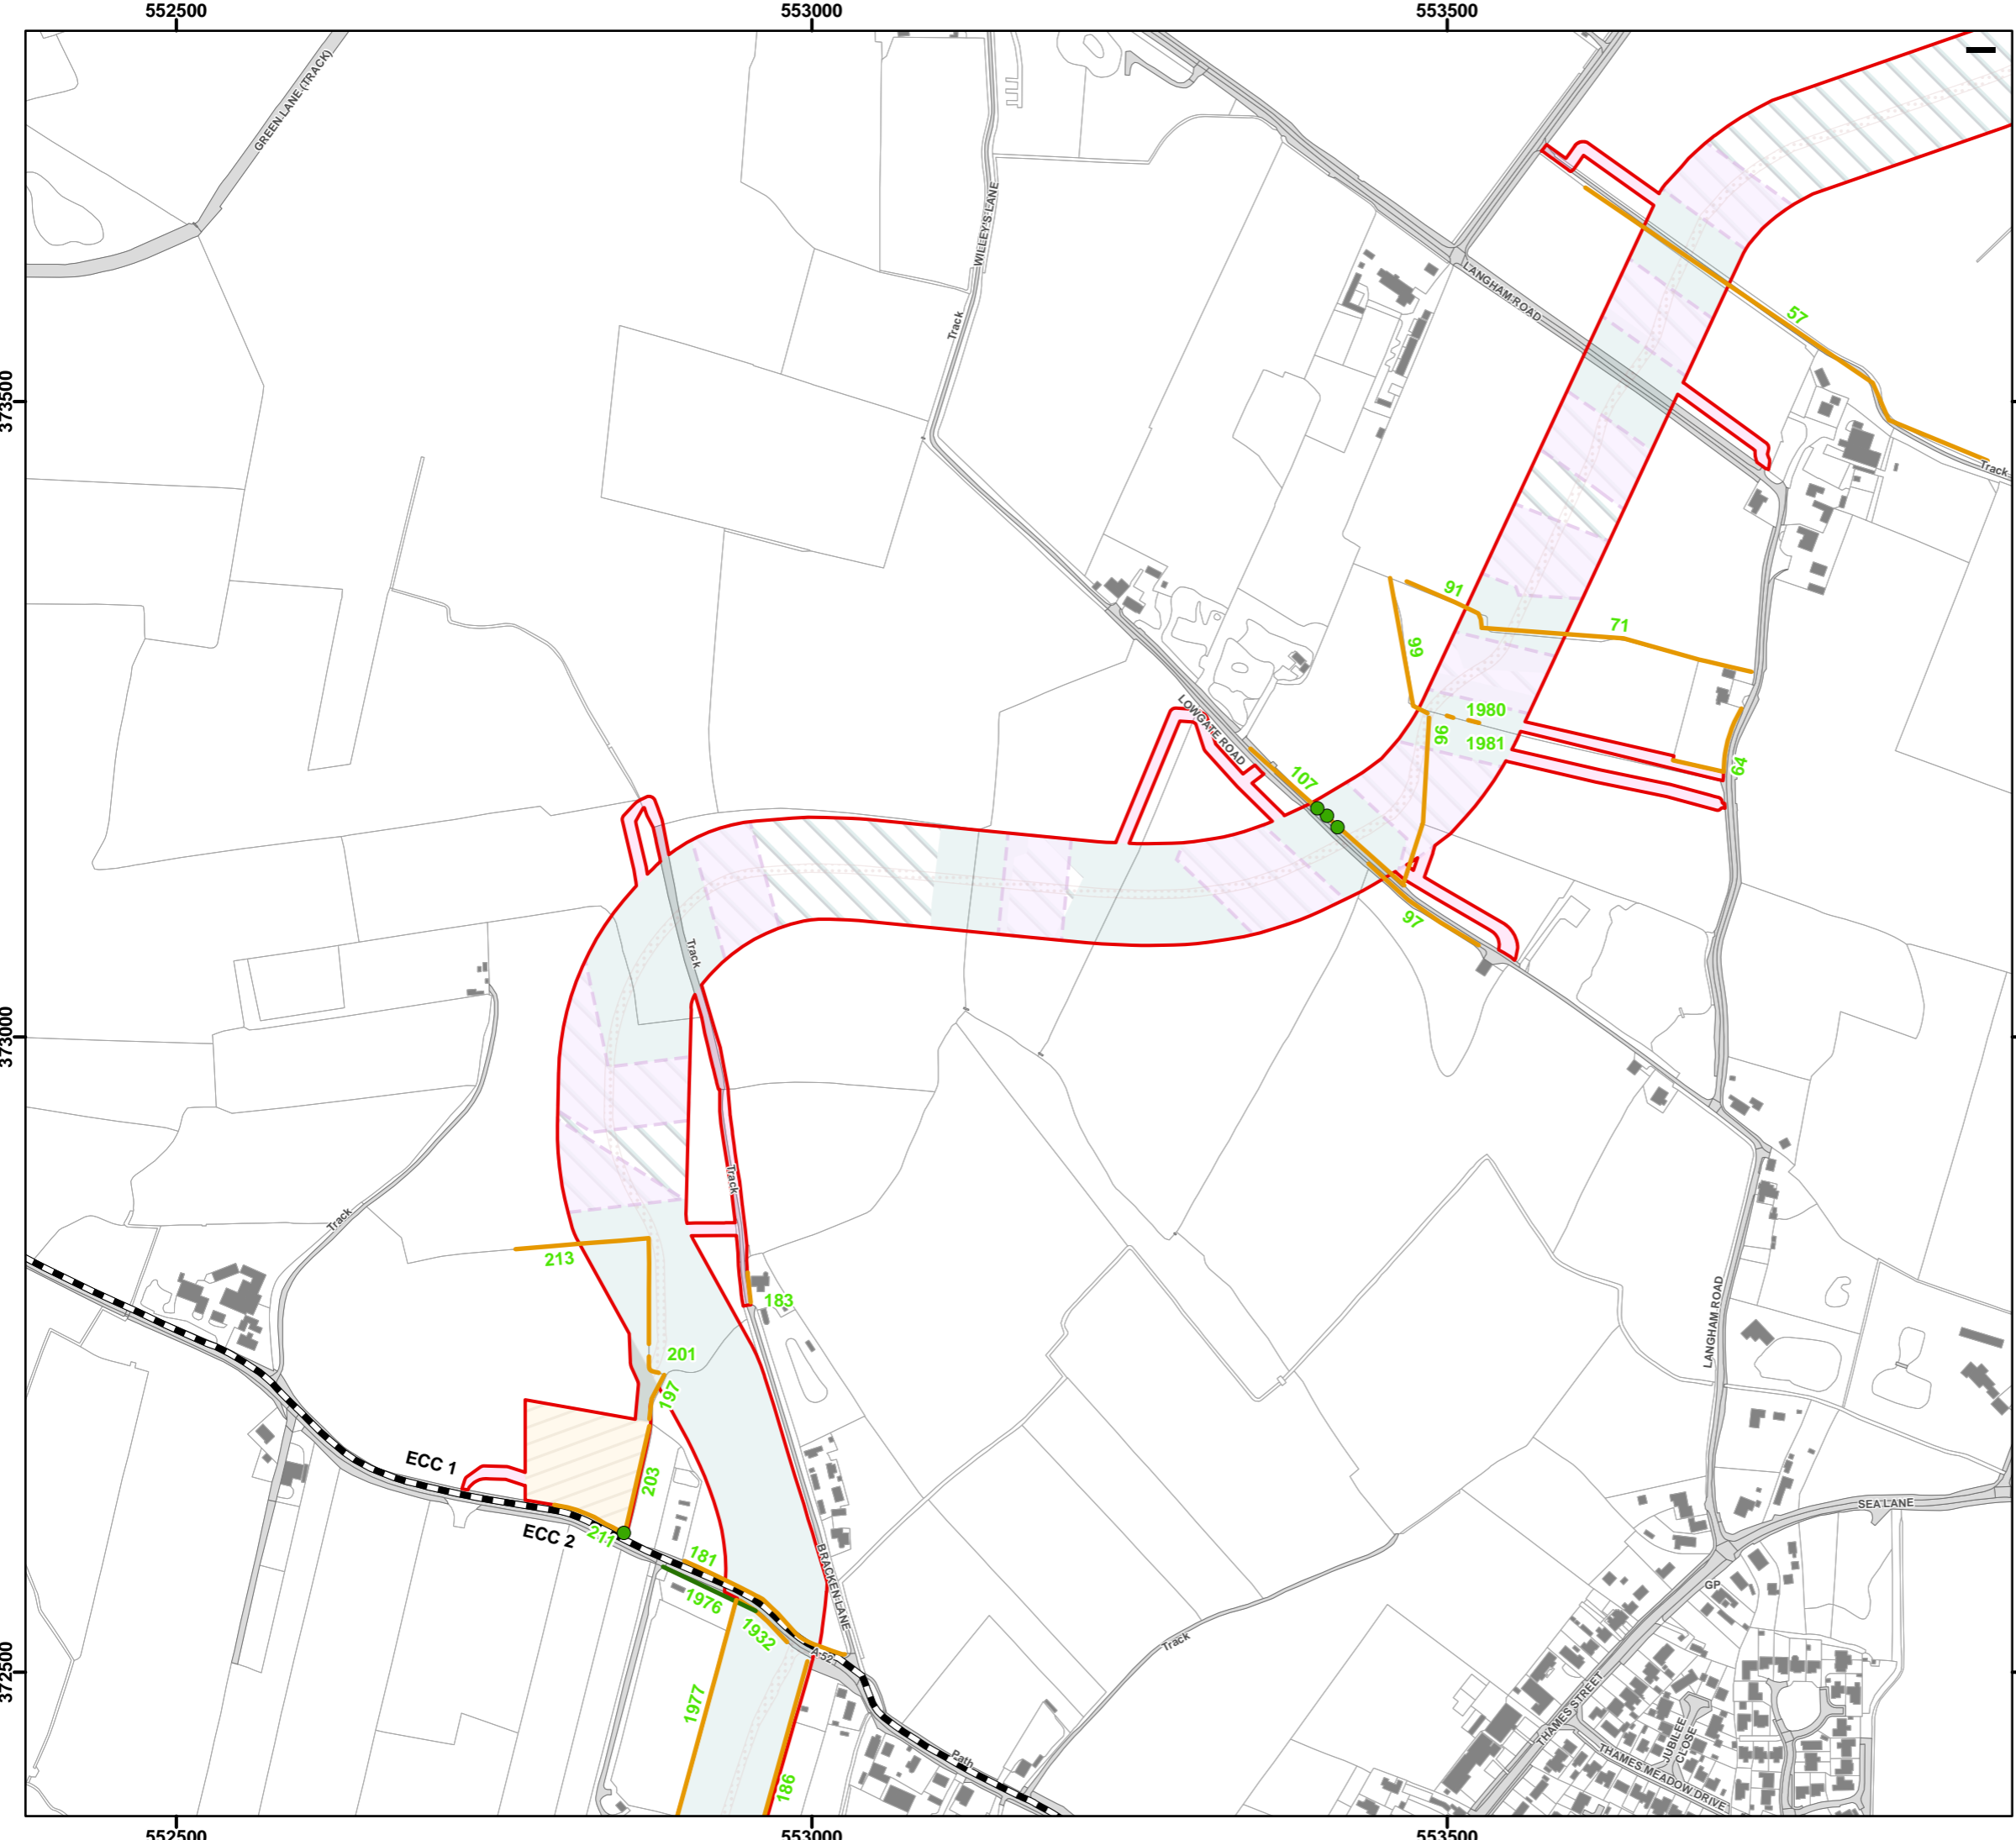 552500
553000
553500
GREEN LANE (TRACK)
WILLEY'S LANE
LANGHAM ROAD
Track
57
373500
Track
91
71
99
LOWGATE ROAD
1980
96
1981
64
107
97
Track
373000
Track
Track
213
183
201
197
LANGHAM ROAD
ECC 1
203
ECC 2
211
SEA LANE
181
BRACKEN LANE
1976
GP
1932
A 52
Track
372500
1977
THAMES STREET
JUBILEE
CLOSE
Path
THAMES MEADOW DRIVE
186
552500
553000
553500